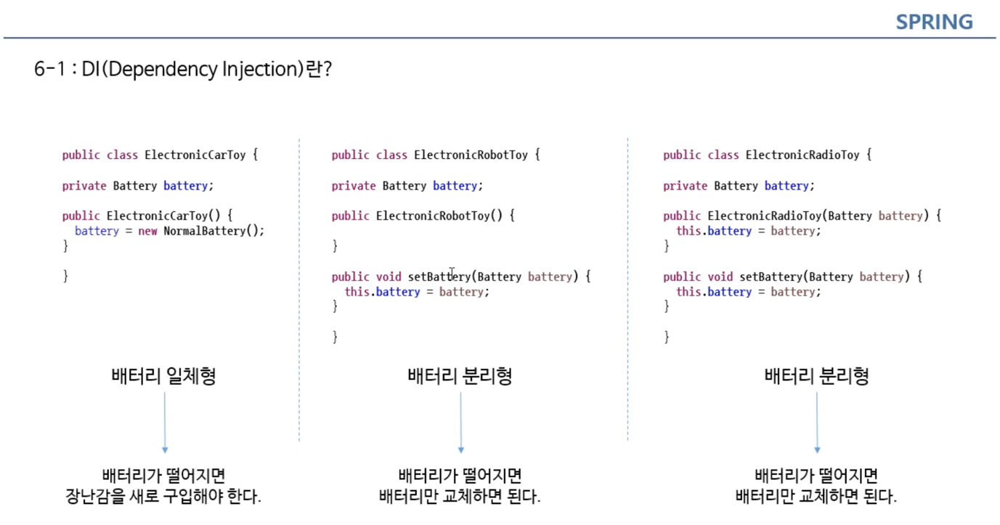 SPRING
6-1 : DI(Dependency Injection)란?
public class ElectronicCarToy {
private Battery battery;
public ElectronicCarToy() {
battery = new NormalBattery();
}
}
배터리 일체형
배터리가 떨어지면
장난감을 새로 구입해야 한다.
public class ElectronicRobotToy {
private Battery battery;
public ElectronicRobotToy() {
}
public void setBattery(Battery battery) {
this.battery = battery;
}
}
배터리 분리형
배터리가 떨어지면
배터리만 교체하면 된다.
public class ElectronicRadioToy {
private Battery battery;
public ElectronicRadioToy(Battery battery) {
this.battery = battery;
}
public void setBattery(Battery battery) {
this.battery = battery;
}
}
배터리 분리형
배터리가 떨어지면
배터리만 교체하면 된다.